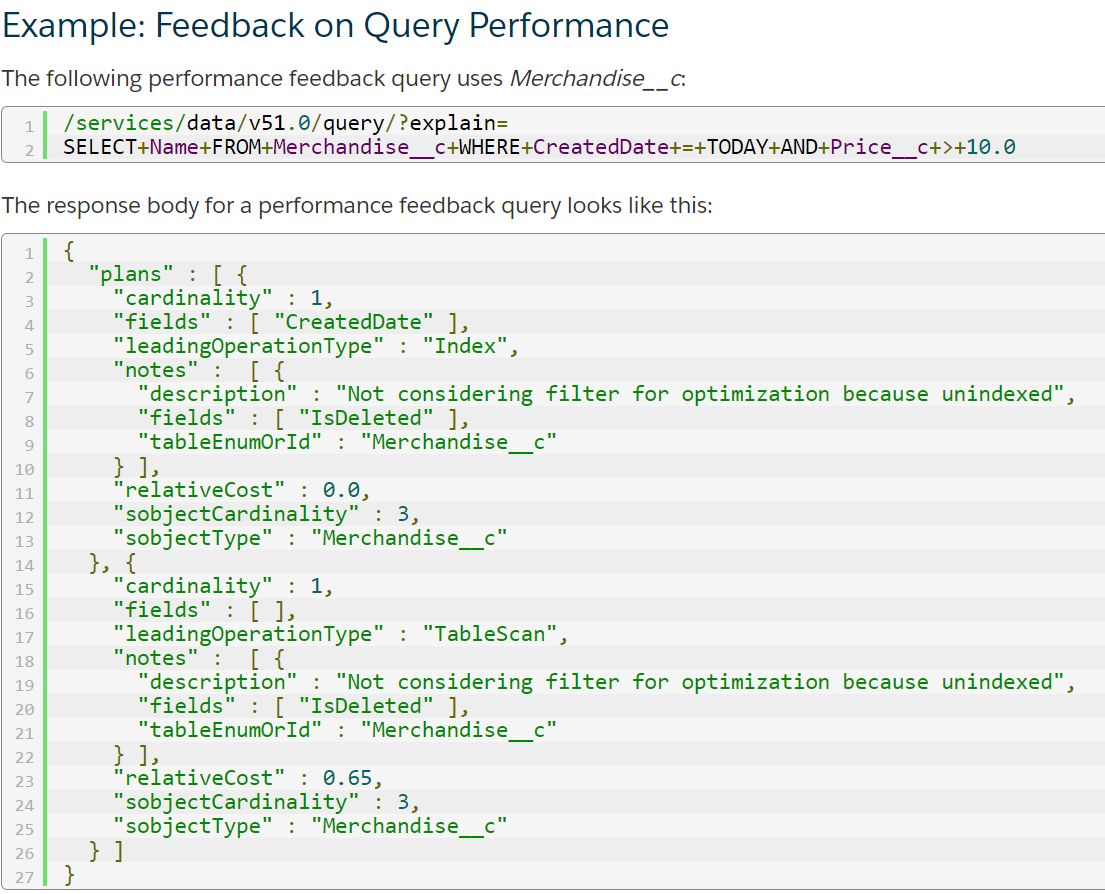 Example: Feedback on Query Performance
The following performance feedback query uses Merchandise__c:
1 /services/data/v51.0/query/?explain=
2 SELECT+Name+FROM+Merchandise__c+WHERE+CreatedDate+=+TODAY+AND+Price__c+>+10.0
The response body for a performance feedback query looks like this:
1 {
2 "plans" : [ {
3 "cardinality" : 1,
4 "fields" : [ "CreatedDate" ],
5 "leadingOperationType" : "Index",
6 "notes" :  [ {
7 "description" : "Not considering filter for optimization because unindexed",
8 "fields" : [ "IsDeleted" ],
9 "tableEnumOrId" : "Merchandise__c"
10 } ],
11 "relativeCost" : 0.0,
12 "sobjectCardinality" : 3,
13 "sobjectType" : "Merchandise__c"
14 }, {
15 "cardinality" : 1,
16 "fields" : [ ],
17 "leadingOperationType" : "TableScan",
18 "notes" :  [ {
19 "description" : "Not considering filter for optimization because unindexed",
20 "fields" : [ "IsDeleted" ],
21 "tableEnumOrId" : "Merchandise__c"
22 } ],
23 "relativeCost" : 0.65,
24 "sobjectCardinality" : 3,
25 "sobjectType" : "Merchandise__c"
26 } ]
27 }